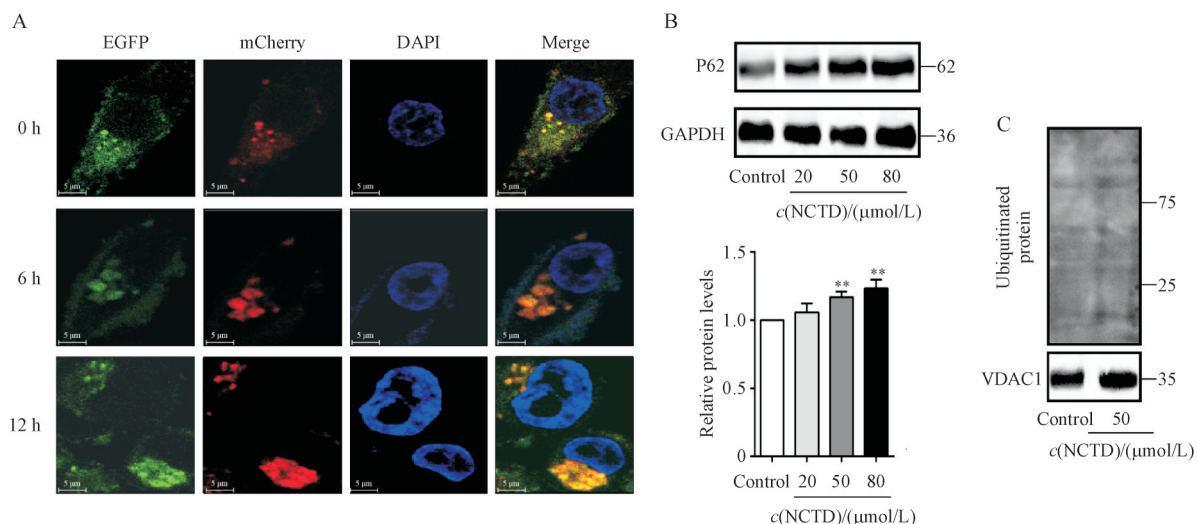 A
EGFP mCherry DAPI Merge
0 h
5 μm 5 μm 5 μm 5 μm
6 h
5 μm 5 μm 5 μm 5 μm
12 h
5 μm 5 μm 5 μm 5 μm
B
P62 62
GAPDH 36
Control 20 50 80
c(NCTD)/(μmol/L)
Relative protein levels
1.5
1.0
0.5
0
** **
Control 20 50 80
c(NCTD)/(μmol/L)
C
Ubiquitinated
protein
75
25
VDAC1 35
Control 50
c(NCTD)/(μmol/L)